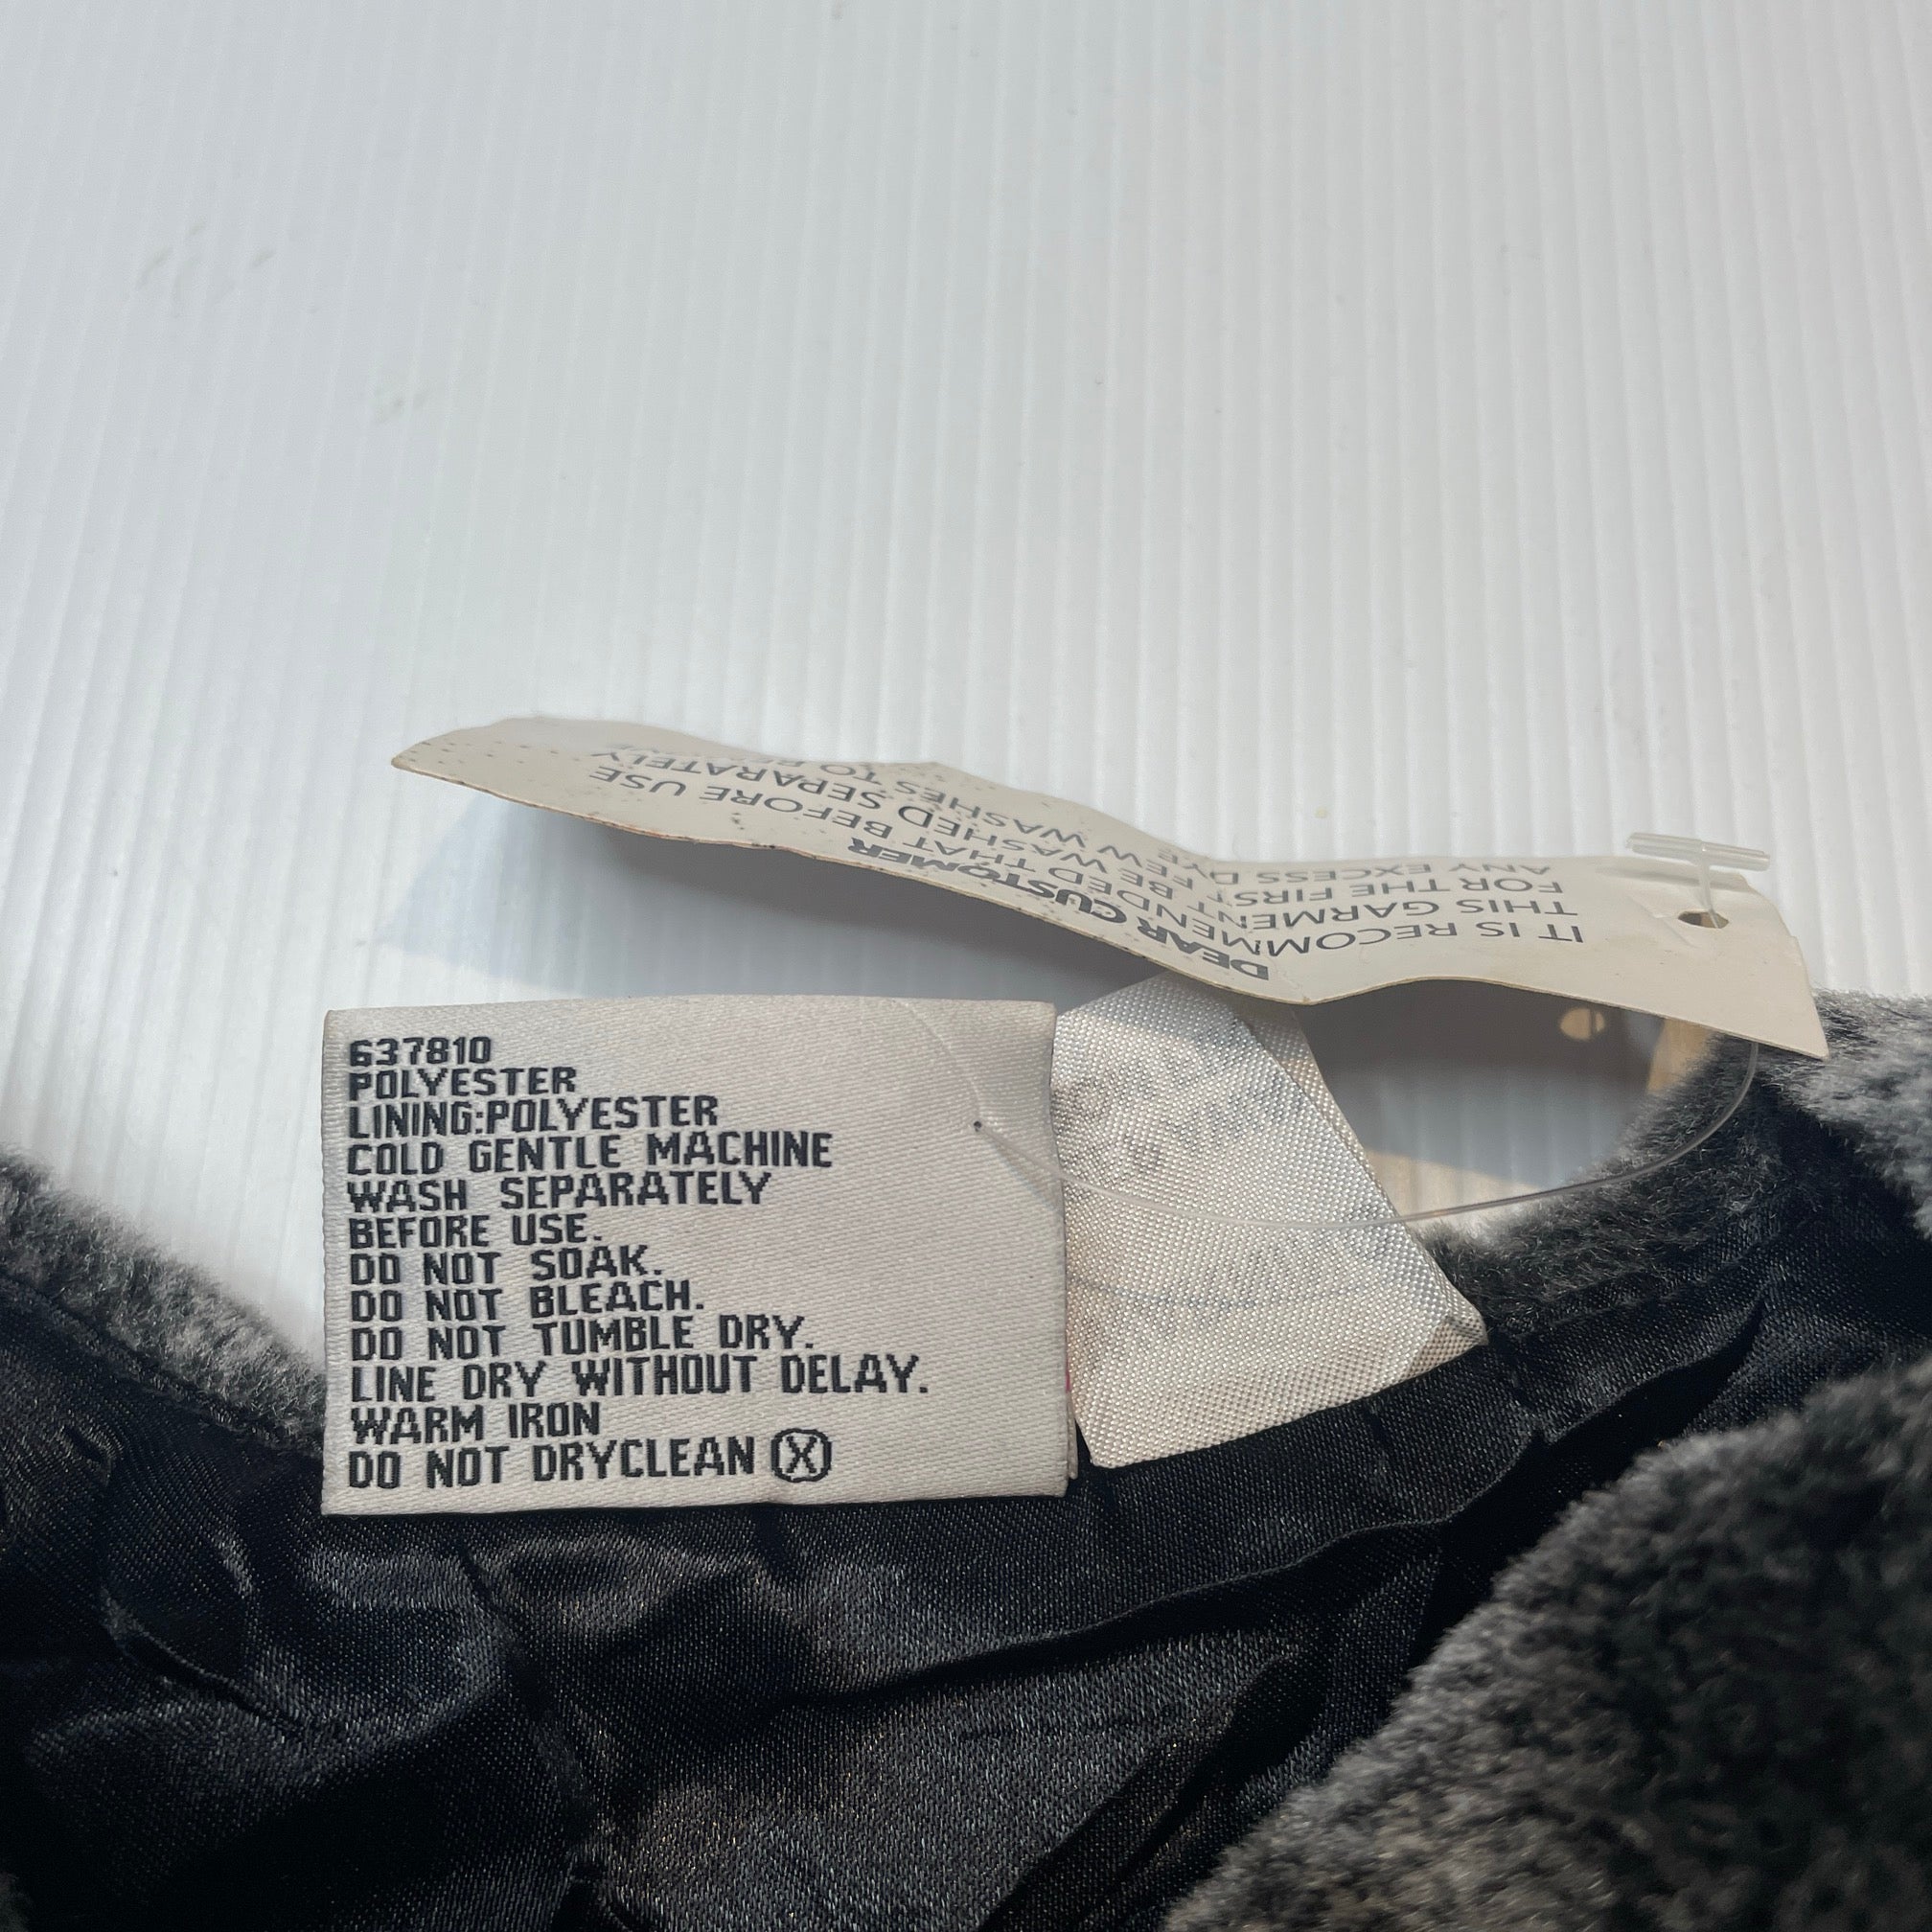 DEAR CUSTOMER
IT IS RECOMMENDED THAT BEFORE USE
THIS GARMENT BE WASHED SEPARATELY
FOR THE FIRST FEW WASHES TO
ANY EXCESS DYE
637810
POLYESTER
LINING:POLYESTER
COLD GENTLE MACHINE
WASH SEPARATELY
BEFORE USE.
DO NOT SOAK.
DO NOT BLEACH.
DO NOT TUMBLE DRY.
LINE DRY WITHOUT DELAY.
WARM IRON
DO NOT DRYCLEAN Ⓧ